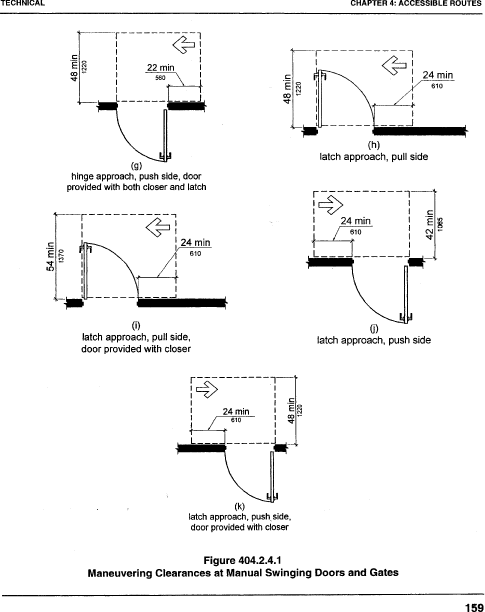 TECHNICAL
CHAPTER 4: ACCESSIBLE ROUTES
48 min
1220
22 min
560
(g)
hinge approach, push side, door
provided with both closer and latch
48 min
1220
24 min
610
(h)
latch approach, pull side
54 min
1370
24 min
610
(i)
latch approach, pull side,
door provided with closer
24 min
610
42 min
1065
(j)
latch approach, push side
24 min
610
48 min
1220
(k)
latch approach, push side,
door provided with closer
Figure 404.2.4.1
Maneuvering Clearances at Manual Swinging Doors and Gates
159